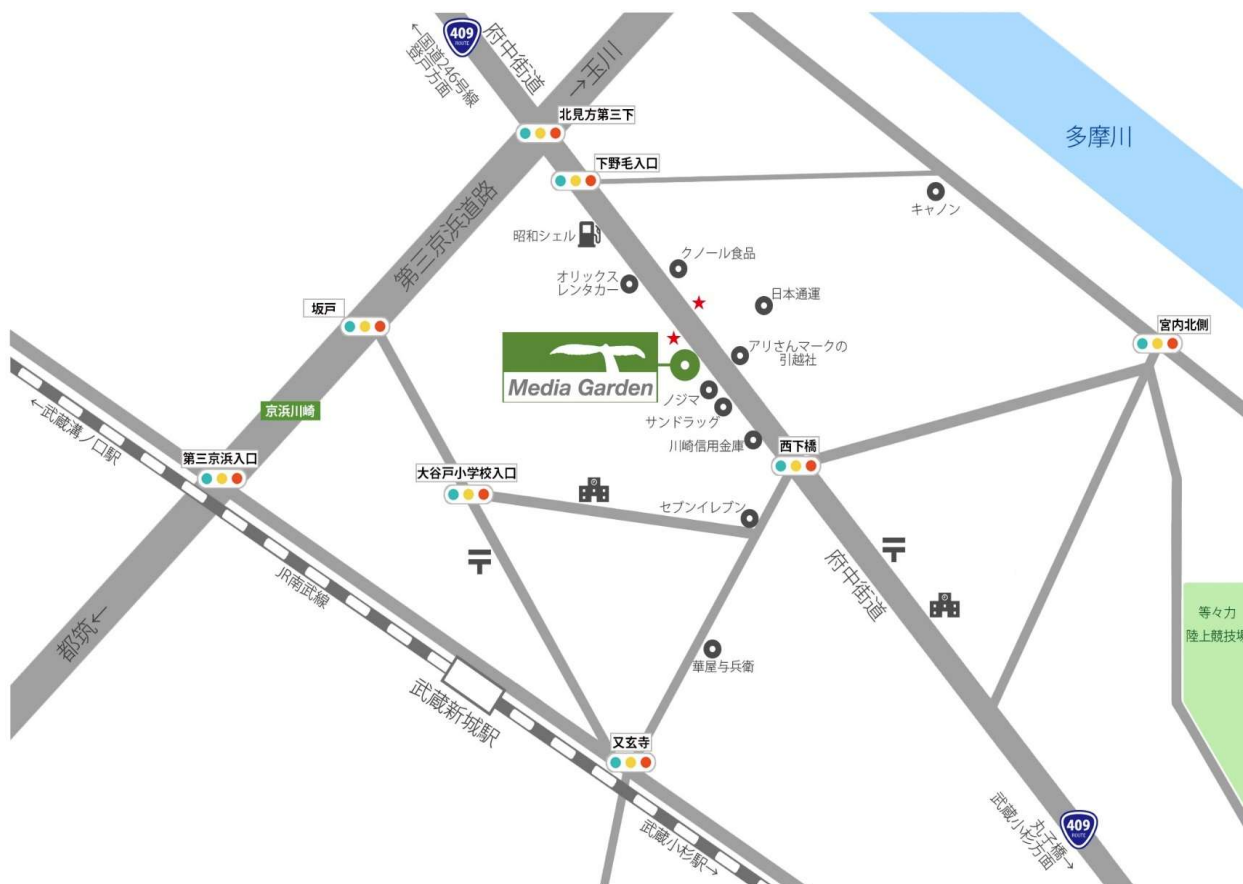 409
ROUTE
←国道246号線
登戸方面
府中街道
→玉川
北見方第三下
下野毛入口
多摩川
キャノン
第三京浜道路
昭和シェル
クノール食品
オリックス
レンタカー
日本通運
坂戸
宮内北側
アリさんマークの
引越社
Media Garden
ノジマ
サンドラッグ
京浜川崎
←武蔵溝ノ口駅
川崎信用金庫
西下橋
第三京浜入口
大谷戸小学校入口
セブンイレブン
JR南武線
府中街道
等々力
陸上競技場
都筑←
華屋与兵衛
武蔵新城駅
又玄寺
武蔵小杉駅→
丸子橋→
武蔵小杉方面
409
ROUTE